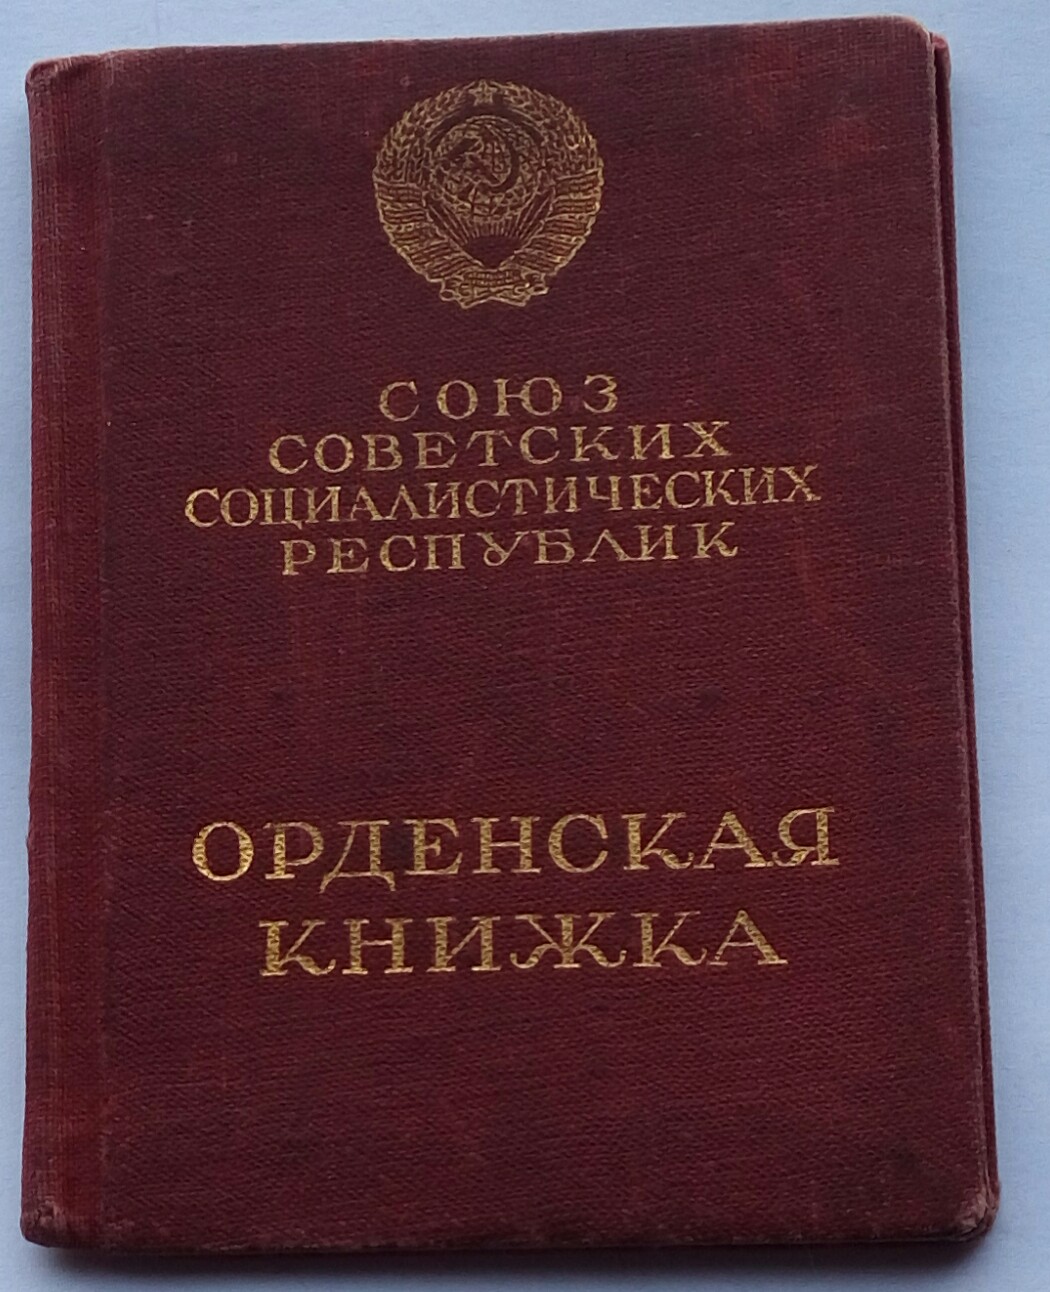 СОЮЗ
СОВЕТСКИХ
СОЦИАЛИСТИЧЕСКИХ
РЕСПУБЛИК
ОРДЕНСКАЯ
КНИЖКА